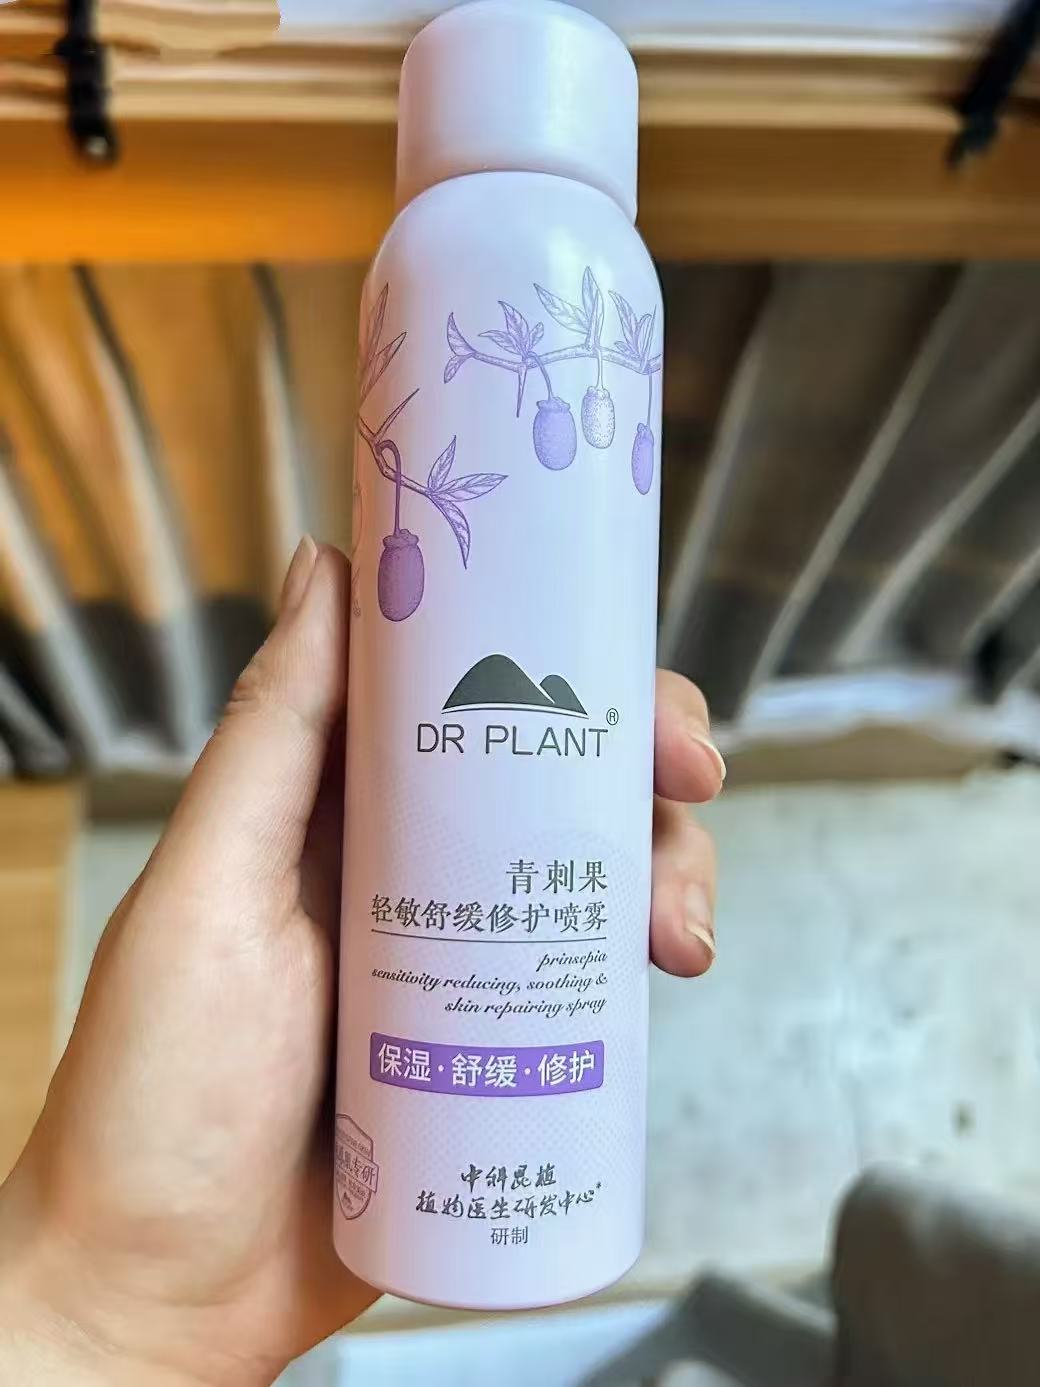 DR PLANT®
青刺果
轻敏舒缓修护喷雾
prinsepia
sensitivity reducing, soothing &
skin repairing spray
保湿·舒缓·修护
专研
中科昆植
植物医生研发中心*
研制